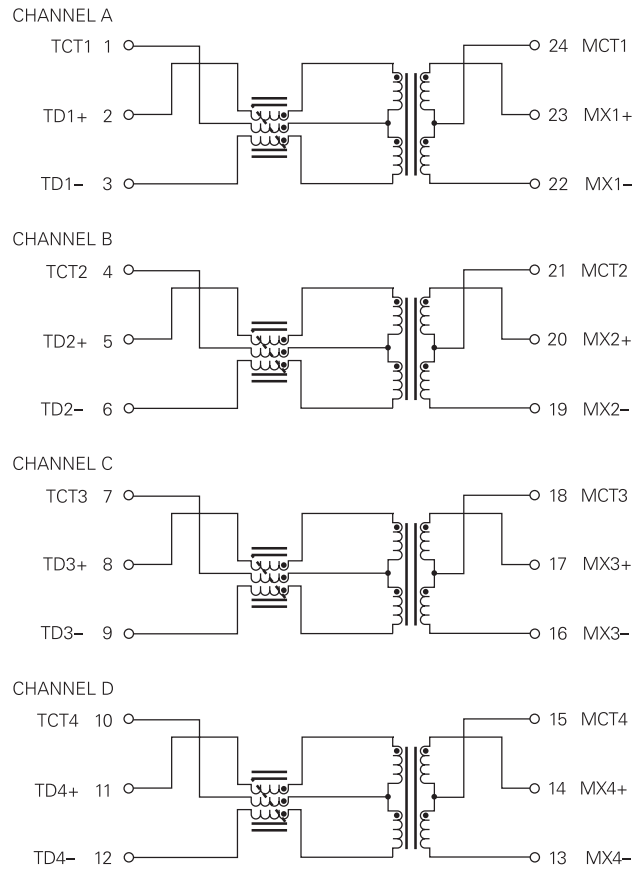 CHANNEL A
TCT1 1 24 MCT1
TD1+ 2 23 MX1+
TD1– 3 22 MX1–
CHANNEL B
TCT2 4 21 MCT2
TD2+ 5 20 MX2+
TD2– 6 19 MX2–
CHANNEL C
TCT3 7 18 MCT3
TD3+ 8 17 MX3+
TD3– 9 16 MX3–
CHANNEL D
TCT4 10 15 MCT4
TD4+ 11 14 MX4+
TD4– 12 13 MX4–